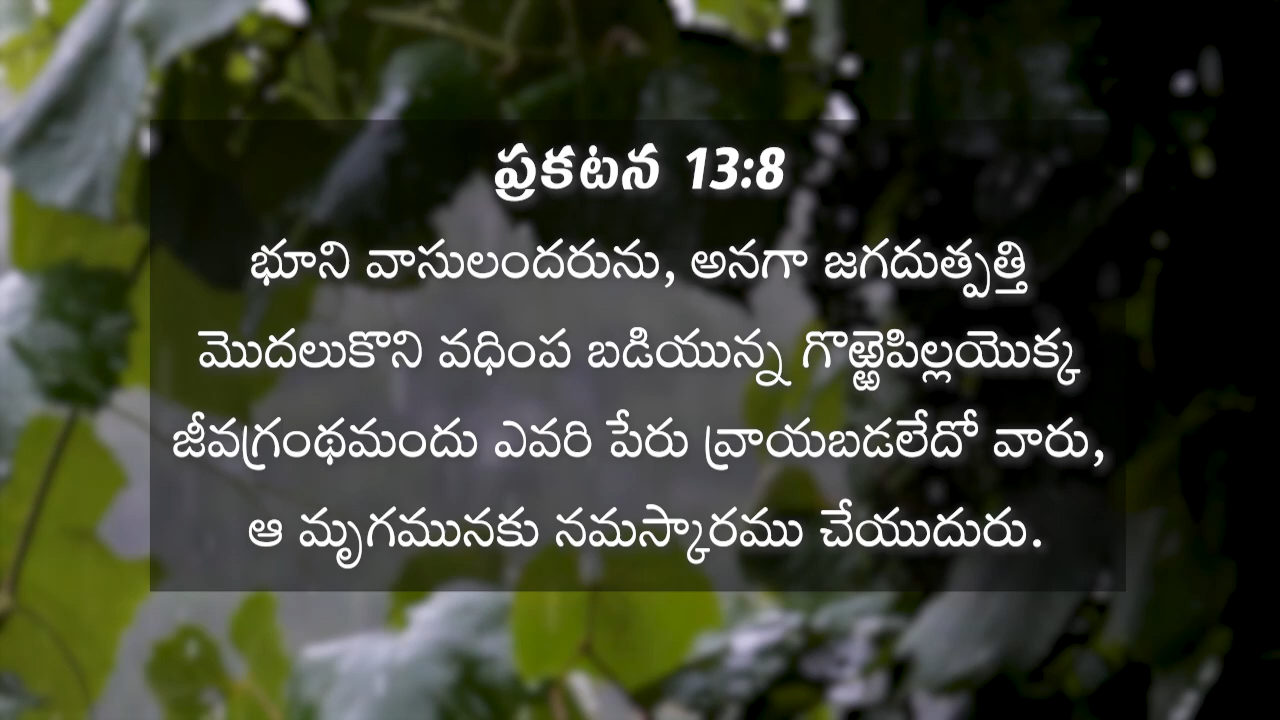 ప్రకటన 13:8
భూని వాసులందరును, అనగా జగదుత్పత్తి
మొదలుకొని వధింప బడియున్న గొఱ్ఱెపిల్లయొక్క
జీవగ్రంథమందు ఎవరి పేరు వ్రాయబడలేదో వారు,
ఆ మృగమునకు నమస్కారము చేయుదురు.